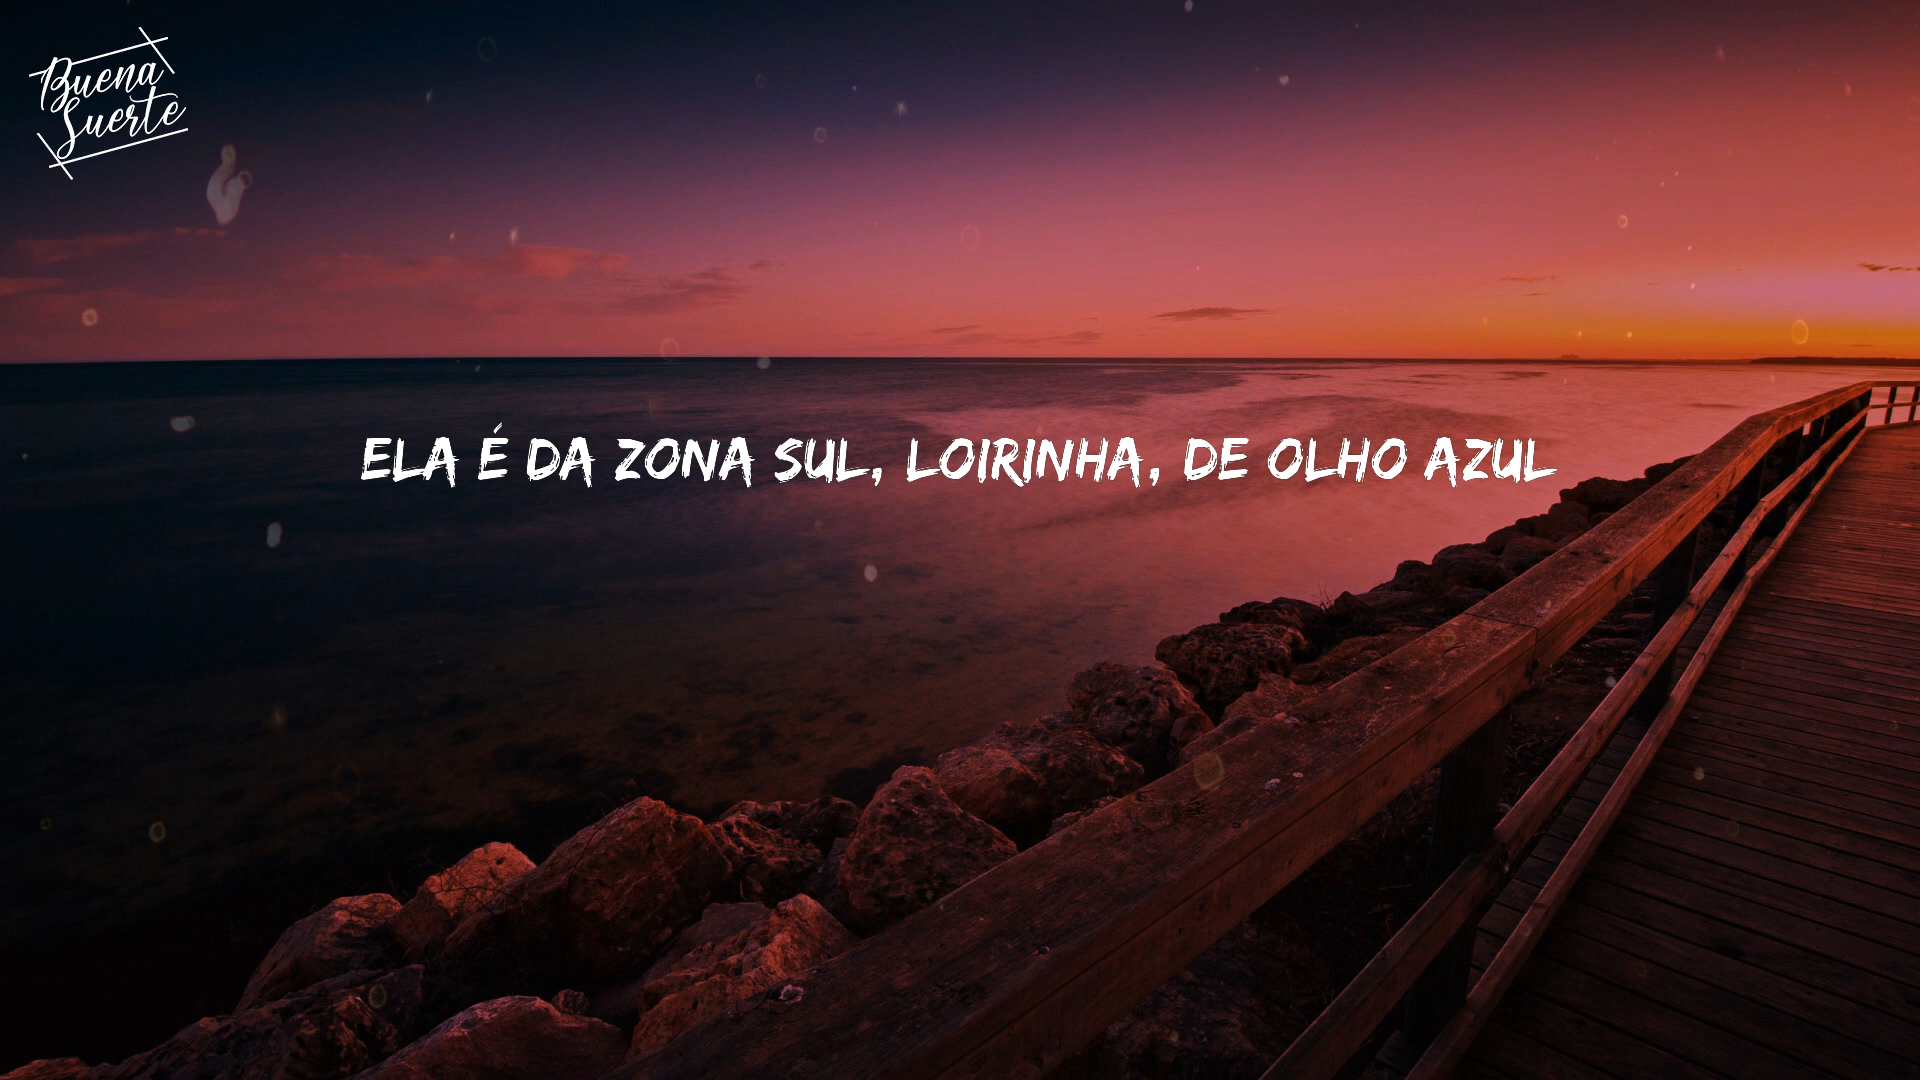 Buena
Suerte
ELA É DA ZONA SUL, LOIRINHA, DE OLHO AZUL